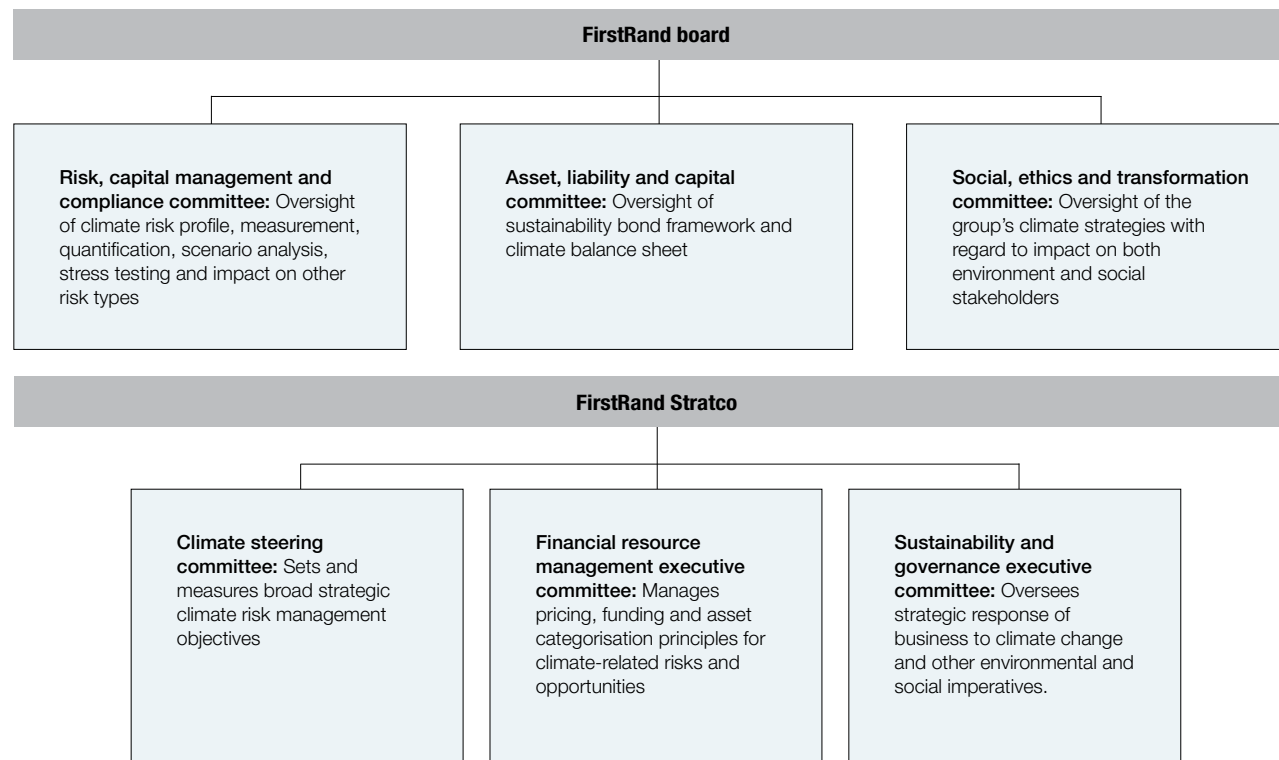 FirstRand board
Risk, capital management and
compliance committee: Oversight
of climate risk profile, measurement,
quantification, scenario analysis,
stress testing and impact on other
risk types
Asset, liability and capital
committee: Oversight of
sustainability bond framework and
climate balance sheet
Social, ethics and transformation
committee: Oversight of the
group's climate strategies with
regard to impact on both
environment and social
stakeholders
FirstRand Stratco
Climate steering
committee: Sets and
measures broad strategic
climate risk management
objectives
Financial resource
management executive
committee: Manages
pricing, funding and asset
categorisation principles for
climate-related risks and
opportunities
Sustainability and
governance executive
committee: Oversees
strategic response of
business to climate change
and other environmental and
social imperatives.